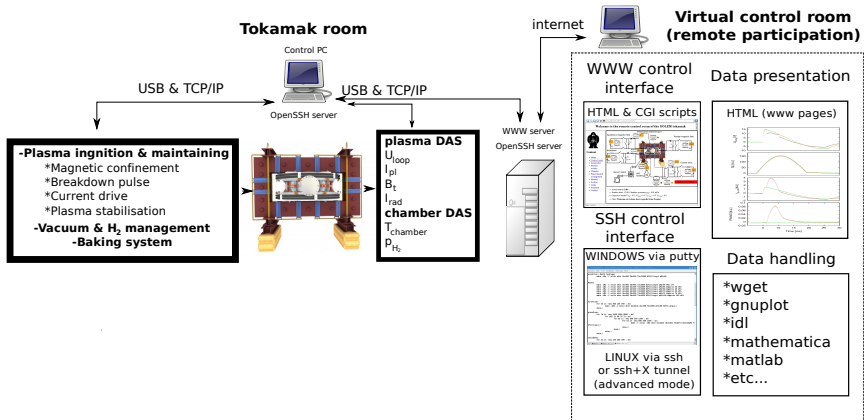 Tokamak room
Control PC
USB & TCP/IP
USB & TCP/IP
OpenSSH server
-Plasma ingnition & maintaining
*Magnetic confinement
*Breakdown pulse
*Current drive
*Plasma stabilisation
-Vacuum & H2 management
-Baking system
plasma DAS
Uloop
Ipl
Bt
Irad
chamber DAS
Tchamber
pH2
WWW server
OpenSSH server
internet
Virtual control room
(remote participation)
WWW control
interface
HTML & CGI scripts
SSH control
interface
WINDOWS via putty
LINUX via ssh
or ssh+X tunnel
(advanced mode)
Data presentation
HTML (www pages)
Data handling
*wget
*gnuplot
*idl
*mathematica
*matlab
*etc...